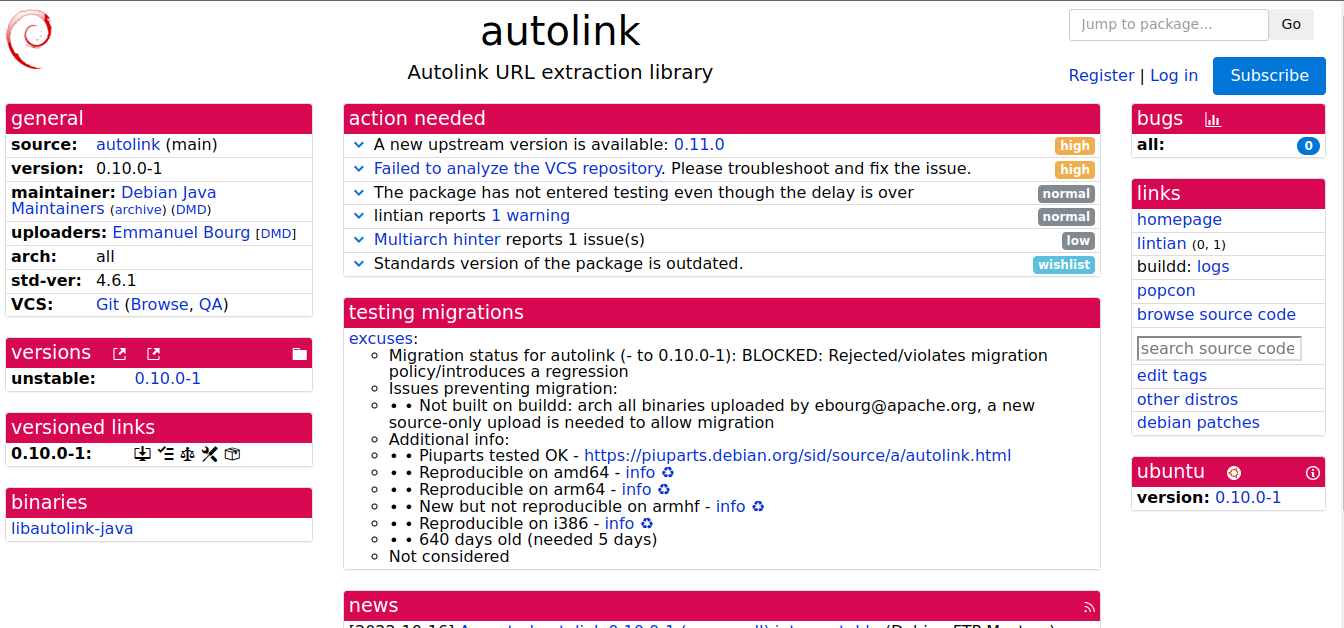 autolink
Autolink URL extraction library
Jump to package...
Go
Register | Log in
Subscribe
general
source: autolink (main)
version: 0.10.0-1
maintainer: Debian Java
Maintainers (archive) (DMD)
uploaders: Emmanuel Bourg [DMD]
arch: all
std-ver: 4.6.1
VCS: Git (Browse, QA)
versions
unstable: 0.10.0-1
versioned links
0.10.0-1:
binaries
libautolink-java
action needed
A new upstream version is available: 0.11.0 high
Failed to analyze the VCS repository. Please troubleshoot and fix the issue. high
The package has not entered testing even though the delay is over normal
lintian reports 1 warning normal
Multiarch hinter reports 1 issue(s) low
Standards version of the package is outdated. wishlist
testing migrations
excuses:
Migration status for autolink (- to 0.10.0-1): BLOCKED: Rejected/violates migration
policy/introduces a regression
Issues preventing migration:
• • Not built on buildd: arch all binaries uploaded by ebourg@apache.org, a new
source-only upload is needed to allow migration
Additional info:
• • Piuparts tested OK - https://piuparts.debian.org/sid/source/a/autolink.html
• • Reproducible on amd64 - info ♻
• • Reproducible on arm64 - info ♻
• • New but not reproducible on armhf - info ♻
• • Reproducible on i386 - info ♻
• • 640 days old (needed 5 days)
Not considered
news
bugs
all: 0
links
homepage
lintian (0, 1)
buildd: logs
popcon
browse source code
search source code
edit tags
other distros
debian patches
ubuntu
version: 0.10.0-1